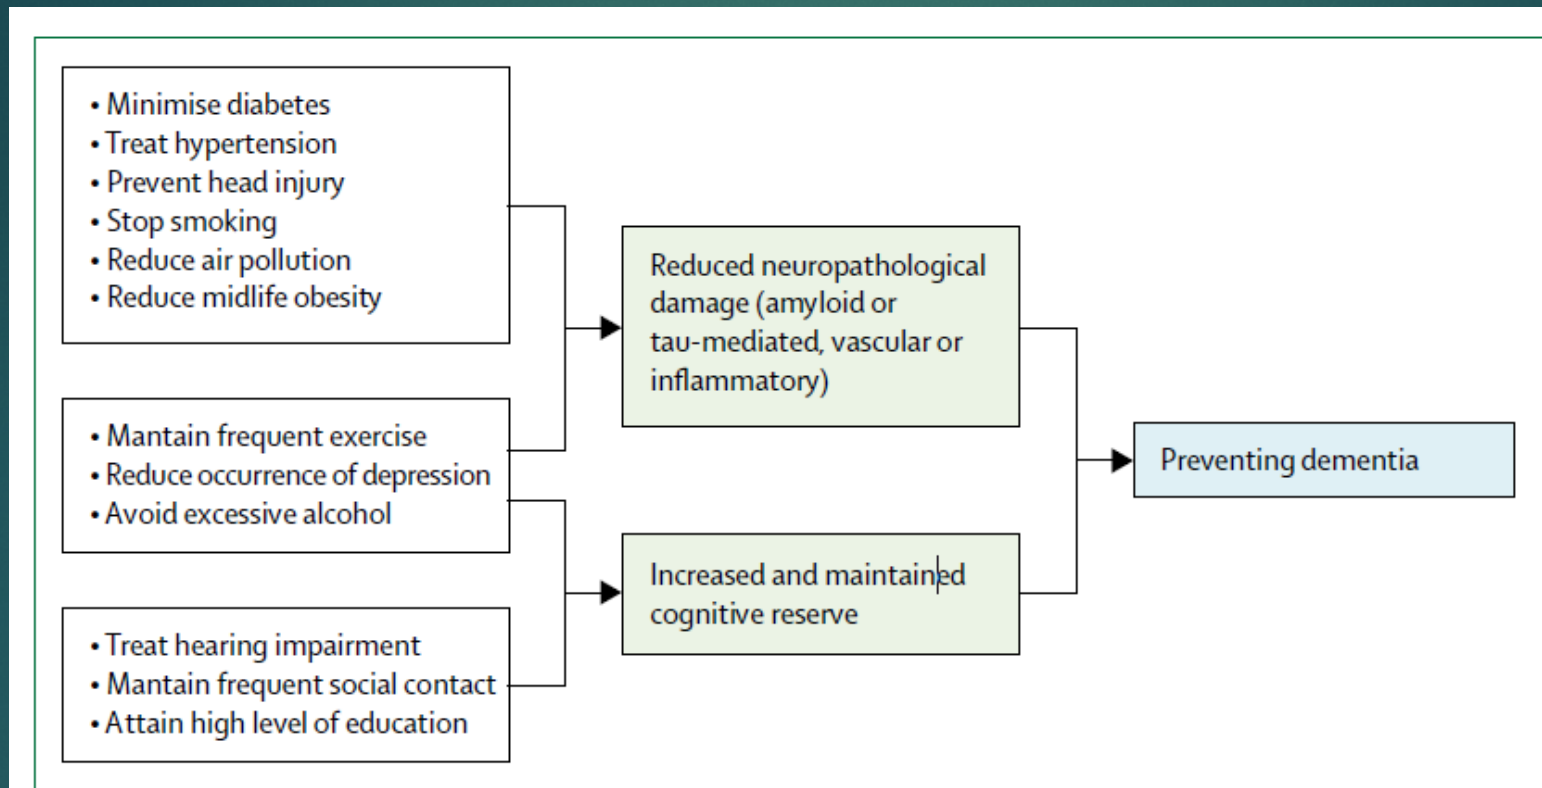 • Minimise diabetes
• Treat hypertension
• Prevent head injury
• Stop smoking
• Reduce air pollution
• Reduce midlife obesity
• Mantain frequent exercise
• Reduce occurrence of depression
• Avoid excessive alcohol
• Treat hearing impairment
• Mantain frequent social contact
• Attain high level of education
Reduced neuropathological
damage (amyloid or
tau-mediated, vascular or
inflammatory)
Increased and maintained
cognitive reserve
Preventing dementia